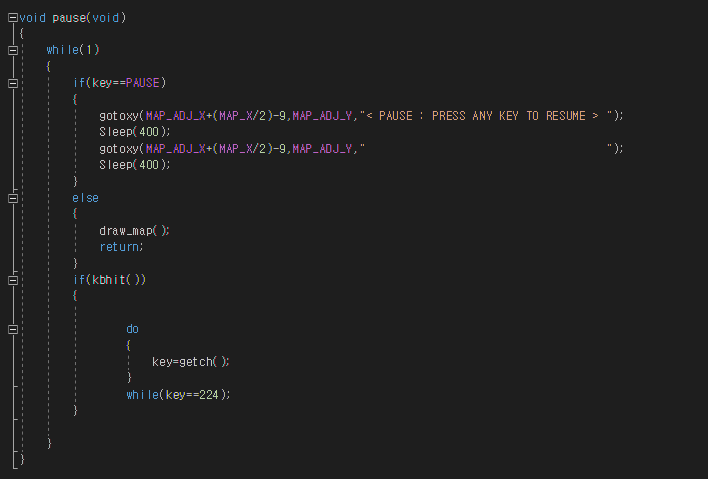 void pause(void)
{
while(1)
{
if(key==PAUSE)
{
gotoxy(MAP_ADJ_X+(MAP_X/2)-9,MAP_ADJ_Y,"< PAUSE : PRESS ANY KEY TO RESUME > ");
Sleep(400);
gotoxy(MAP_ADJ_X+(MAP_X/2)-9,MAP_ADJ_Y,"                                    ");
Sleep(400);
}
else
{
draw_map();
return;
}
if(kbhit())
{
do
{
key=getch();
}
while(key==224);
}
}
}